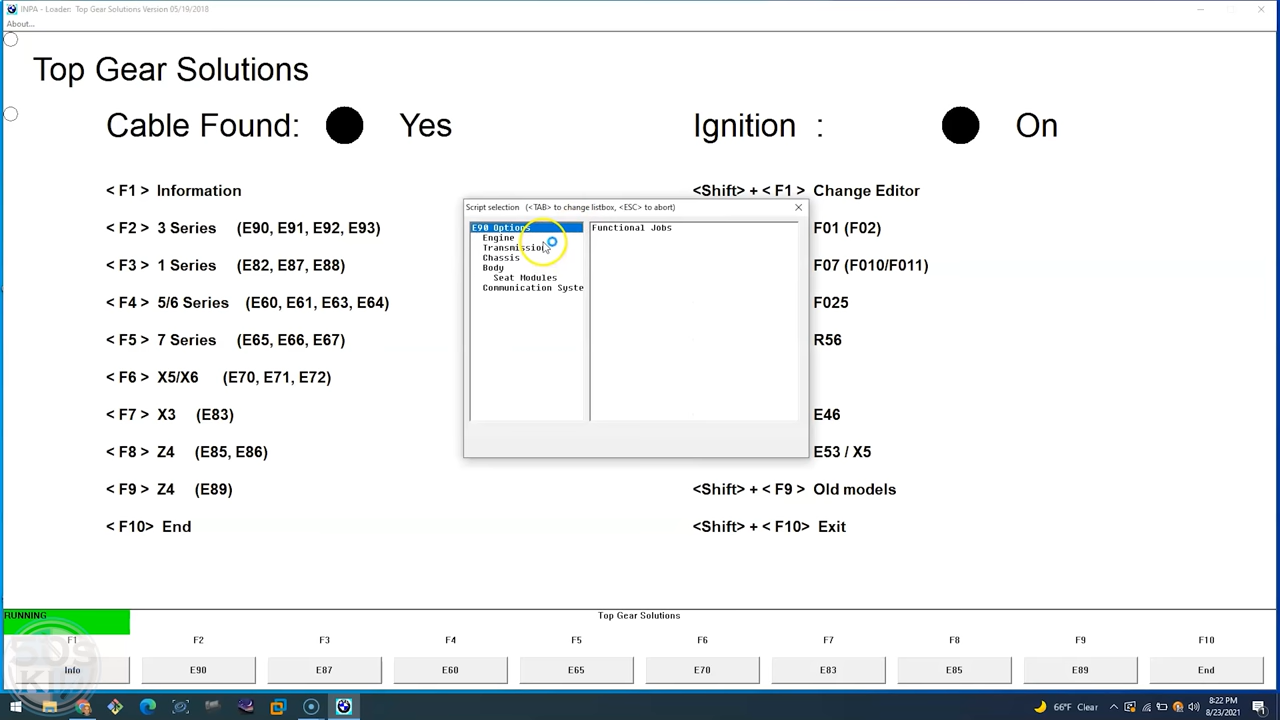 INPA - Loader: Top Gear Solutions Version 05/19/2018
About...
Top Gear Solutions
Cable Found: Yes
Ignition : On
< F1 > Information
<Shift> + < F1 > Change Editor
< F2 > 3 Series (E90, E91, E92, E93)
F01 (F02)
< F3 > 1 Series (E82, E87, E88)
F07 (F010/F011)
< F4 > 5/6 Series (E60, E61, E63, E64)
F025
< F5 > 7 Series (E65, E66, E67)
R56
< F6 > X5/X6 (E70, E71, E72)
< F7 > X3 (E83)
E46
< F8 > Z4 (E85, E86)
E53 / X5
< F9 > Z4 (E89)
<Shift> + < F9 > Old models
< F10> End
<Shift> + < F10> Exit
Script selection (<TAB> to change listbox, <ESC> to abort)
E90 Options
Engine
Transmission
Chassis
Body
Seat Modules
Communication Syste
Functional Jobs
RUNNING
Top Gear Solutions
F1 F2 F3 F4 F5 F6 F7 F8 F9 F10
Info E90 E87 E60 E65 E70 E83 E85 E89 End
66°F Clear
8:22 PM
8/23/2021